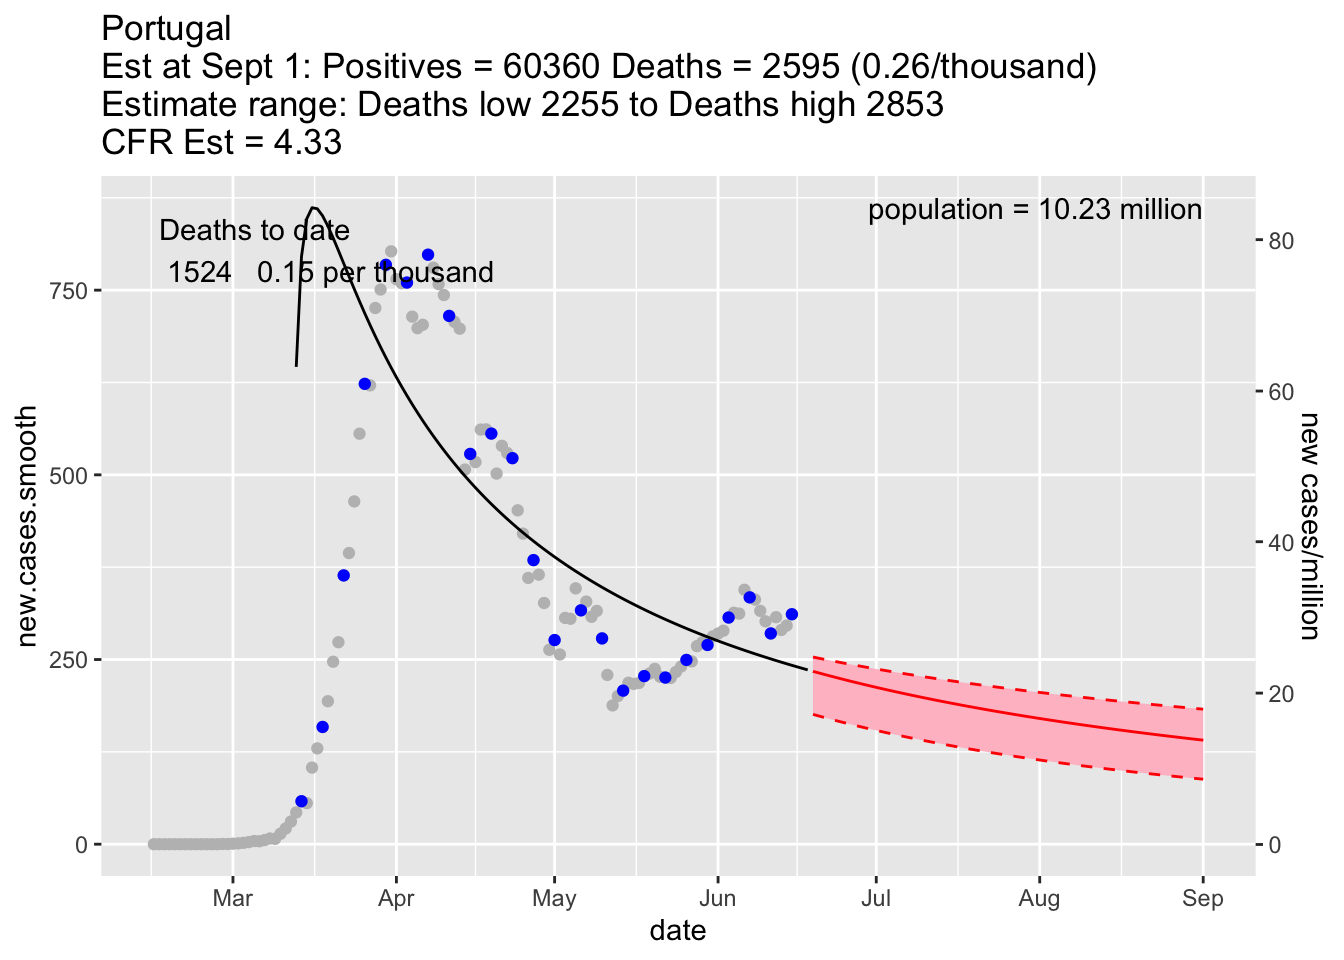 Portugal
Est at Sept 1: Positives = 60360 Deaths = 2595 (0.26/thousand)
Estimate range: Deaths low 2255 to Deaths high 2853
CFR Est = 4.33
Deaths to date
1524 0.15 per thousand
population = 10.23 million
new.cases.smooth
750
500
250
0
80
60
40
20
0
new cases/million
Mar Apr May Jun Jul Aug Sep
date